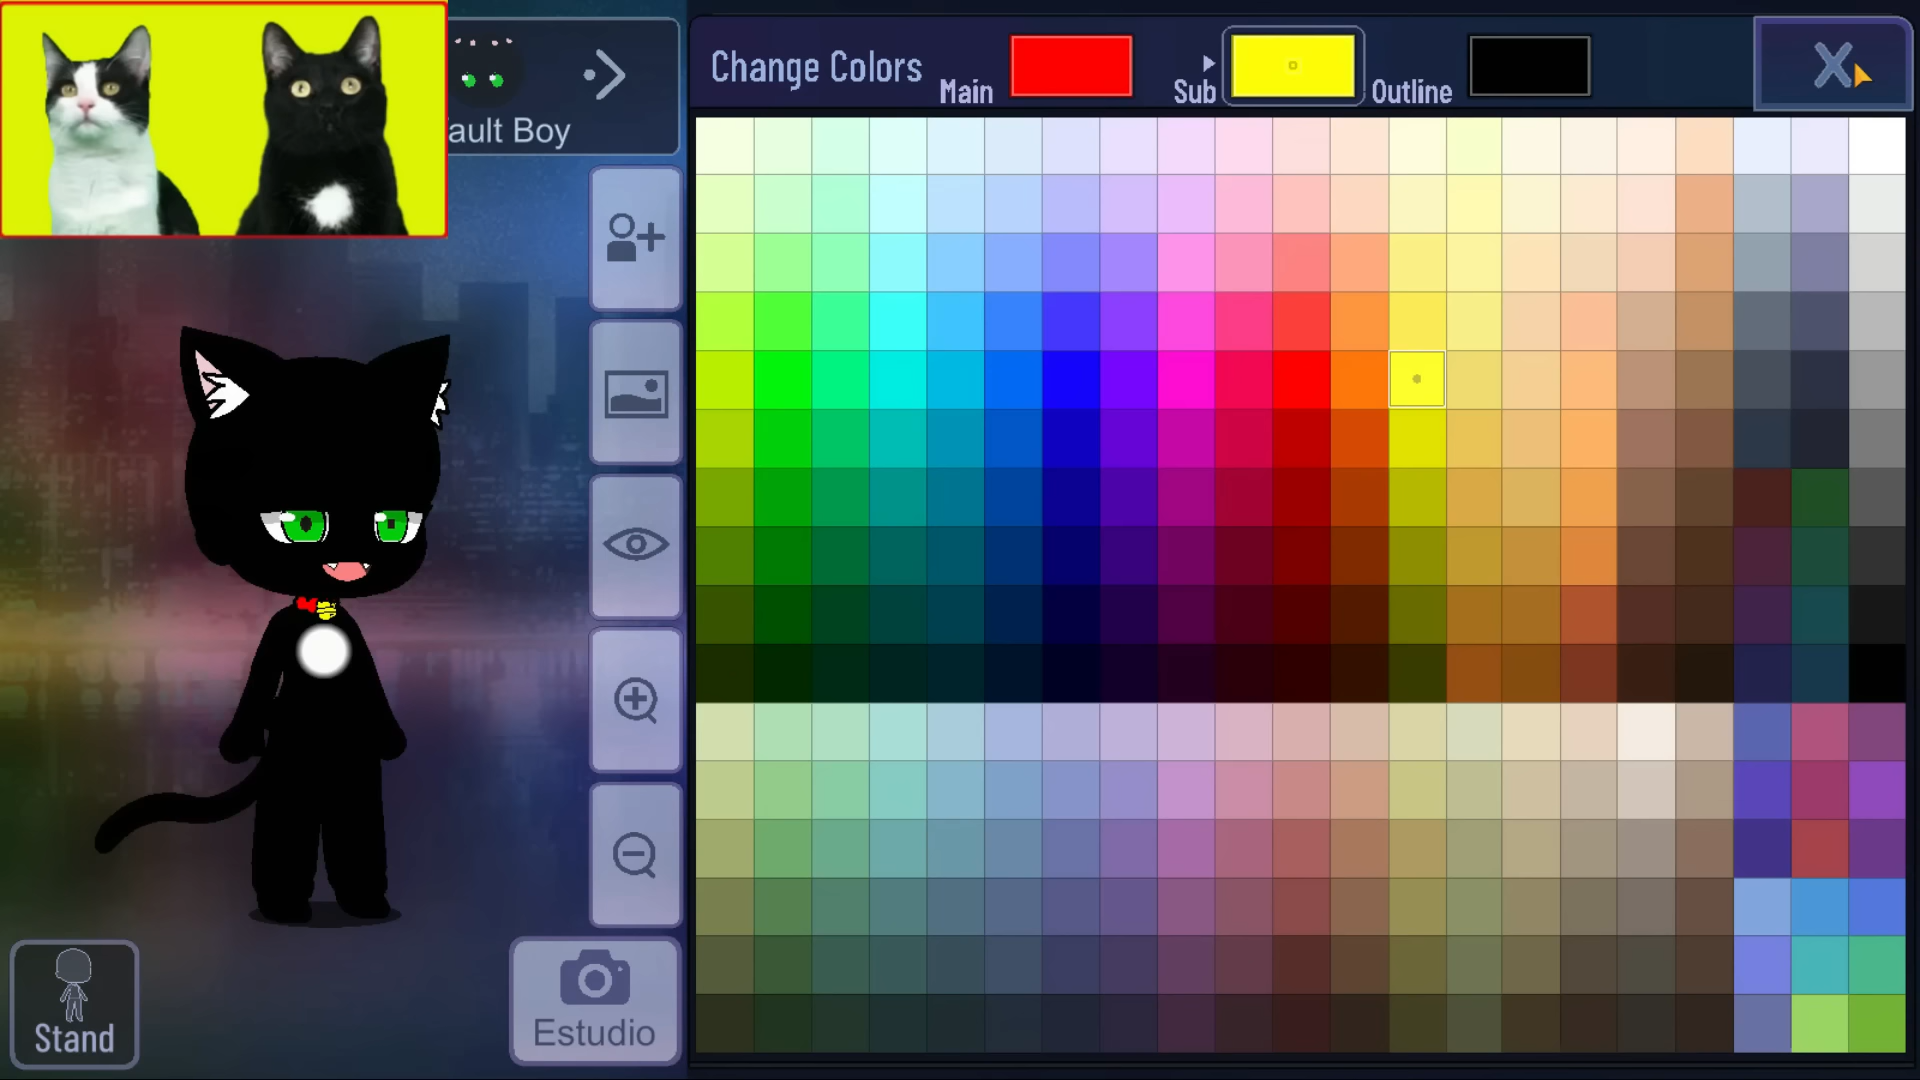 ault Boy
Change Colors
Main
Sub
Outline
X
Stand
Estudio